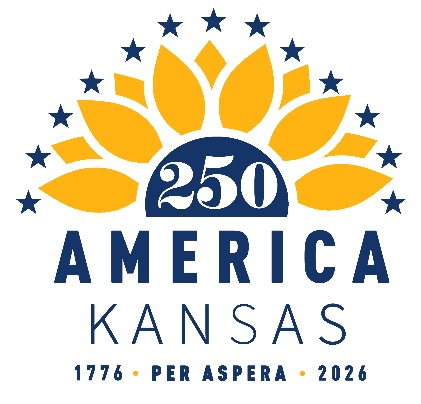 250
AMERICA
KANSAS
1776 • PER ASPERA • 2026